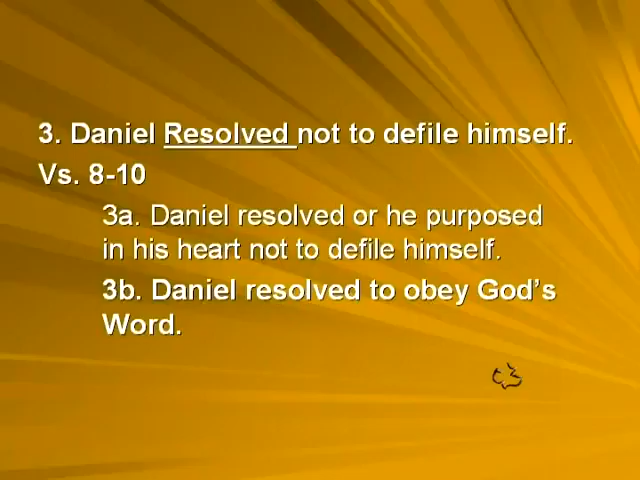 3. Daniel Resolved not to defile himself.
Vs. 8-10
3a. Daniel resolved or he purposed
in his heart not to defile himself.
3b. Daniel resolved to obey God's
Word.